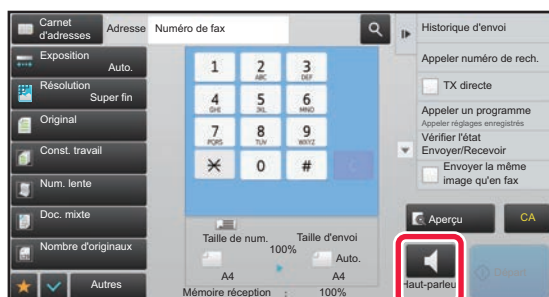 Carnet
d'adresses
Adresse
Numéro de fax
Exposition
Auto.
Résolution
Super fin
Original
Const. travail
Num. lente
Doc. mixte
Nombre d'originaux
Autres
1
2
ABC
3
DEF
4
GHI
5
JKL
6
MNO
7
PQRS
8
TUV
9
WXYZ
0
#
Taille de num.
100%
Taille d'envoi
Auto.
A4
A4
Mémoire réception : 100%
Historique d'envoi
Appeler numéro de rech.
TX directe
Appeler un programme
Appeler réglages enregistrés
Vérifier l'état
Envoyer/Recevoir
Envoyer la même
image qu'en fax
Aperçu
CA
Haut-parleu
Départ